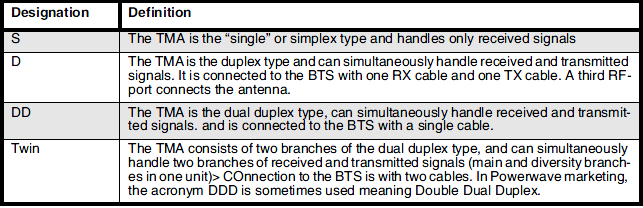 Designation Definition
S The TMA is the “single” or simplex type and handles only received signals
D The TMA is the duplex type and can simultaneously handle received and transmitted
signals. It is connected to the BTS with one RX cable and one TX cable. A third RF-
port connects the antenna.
DD The TMA is the dual duplex type, can simultaneously handle received and transmit-
ted signals. and is connected to the BTS with a single cable.
Twin The TMA consists of two branches of the dual duplex type, and can simultaneously
handle two branches of received and transmitted signals (main and diversity branch-
es in one unit)> COnnection to the BTS is with two cables. In Powerwave marketing,
the acronym DDD is sometimes used meaning Double Dual Duplex.